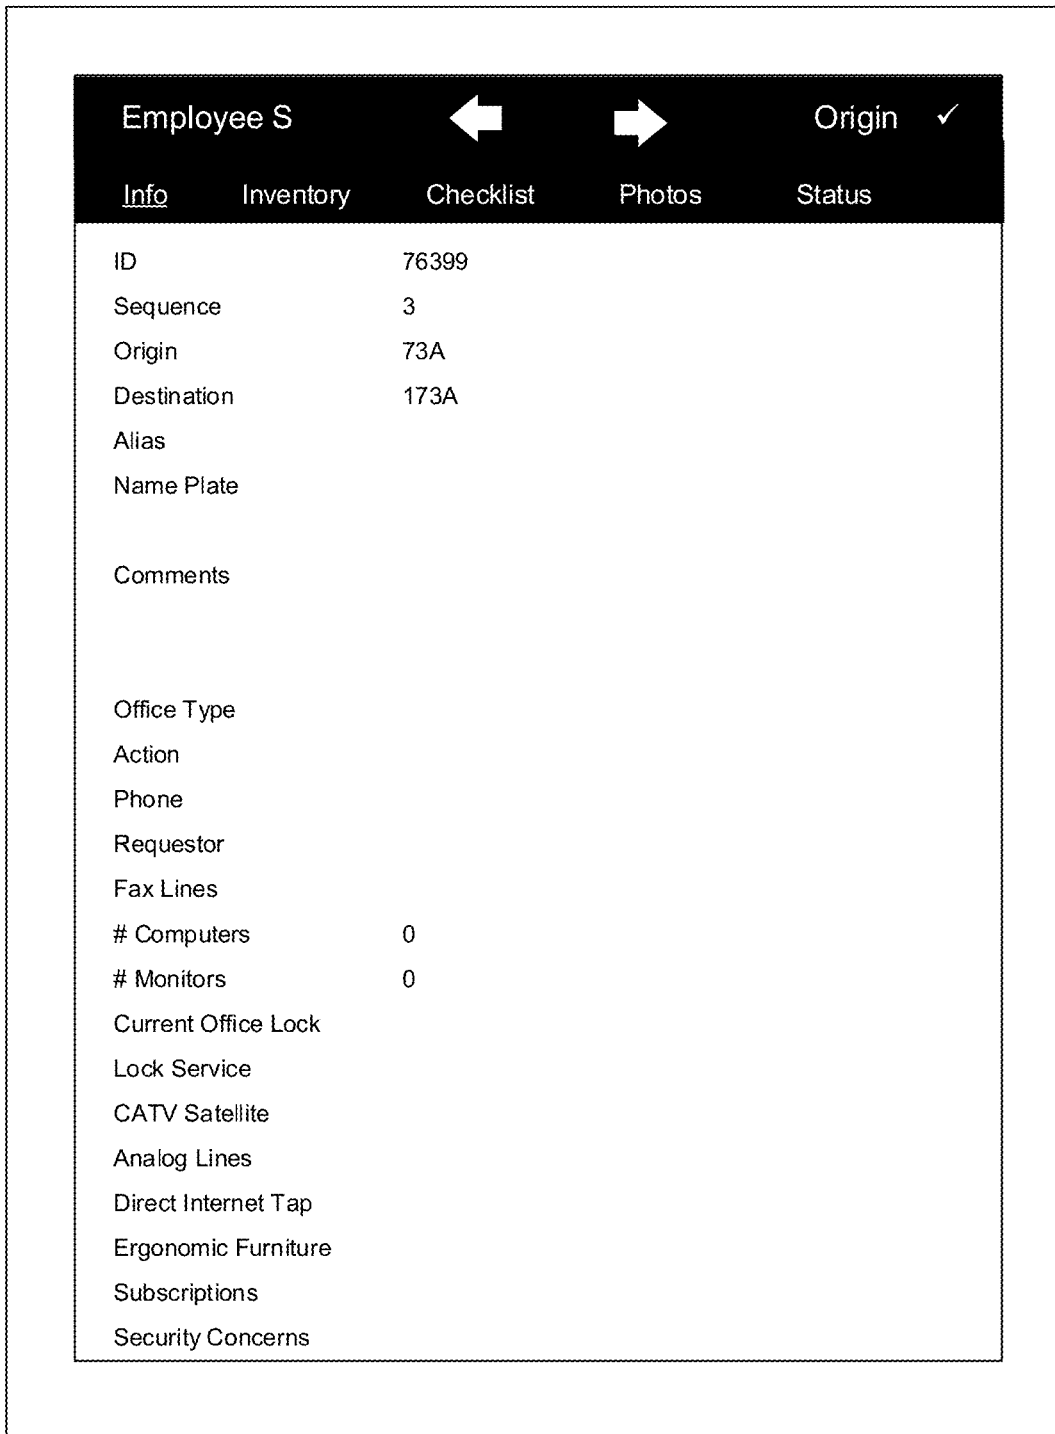 Employee S Origin ✓
Info Inventory Checklist Photos Status
ID 76399
Sequence 3
Origin 73A
Destination 173A
Alias
Name Plate
Comments
Office Type
Action
Phone
Requestor
Fax Lines
# Computers 0
# Monitors 0
Current Office Lock
Lock Service
CATV Satellite
Analog Lines
Direct Internet Tap
Ergonomic Furniture
Subscriptions
Security Concerns